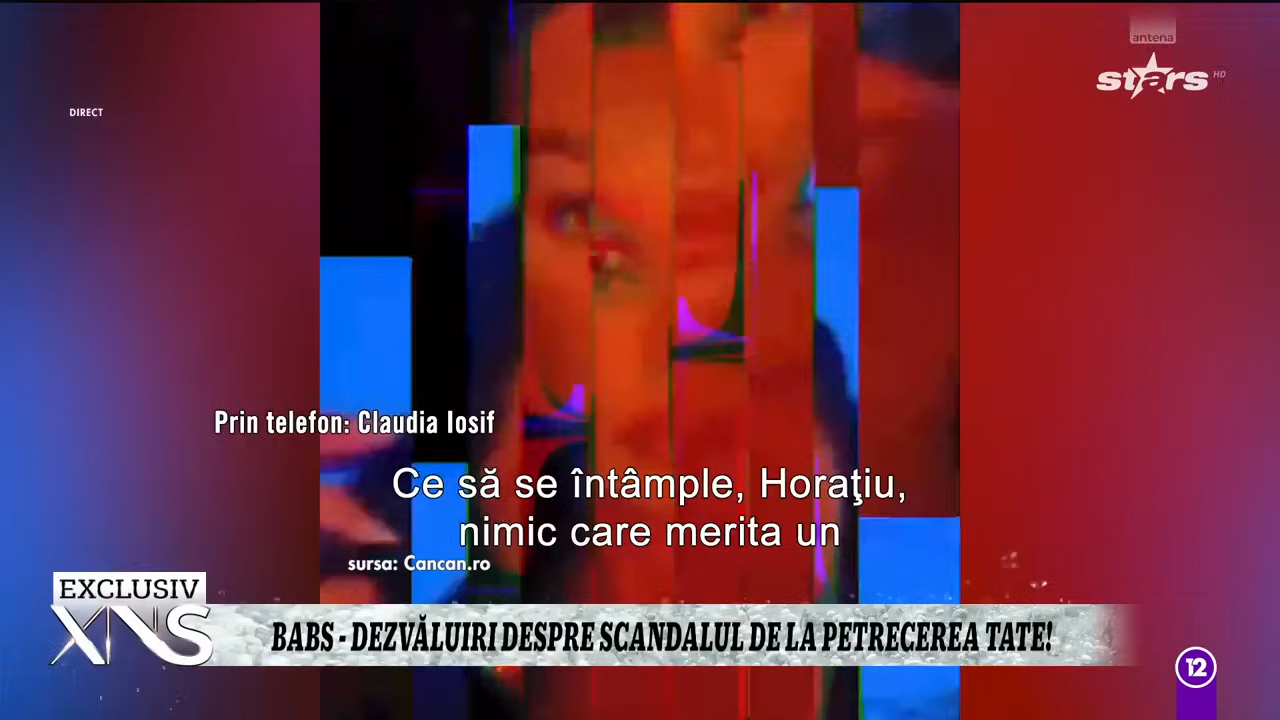 antena
stars HD
DIRECT
Prin telefon: Claudia Iosif
Ce să se întâmple, Horaţiu,
nimic care merita un
sursa: Cancan.ro
EXCLUSIV
XNS
BABS - DEZVĂLUIRI DESPRE SCANDALUL DE LA PETRECEREA TATE!
12